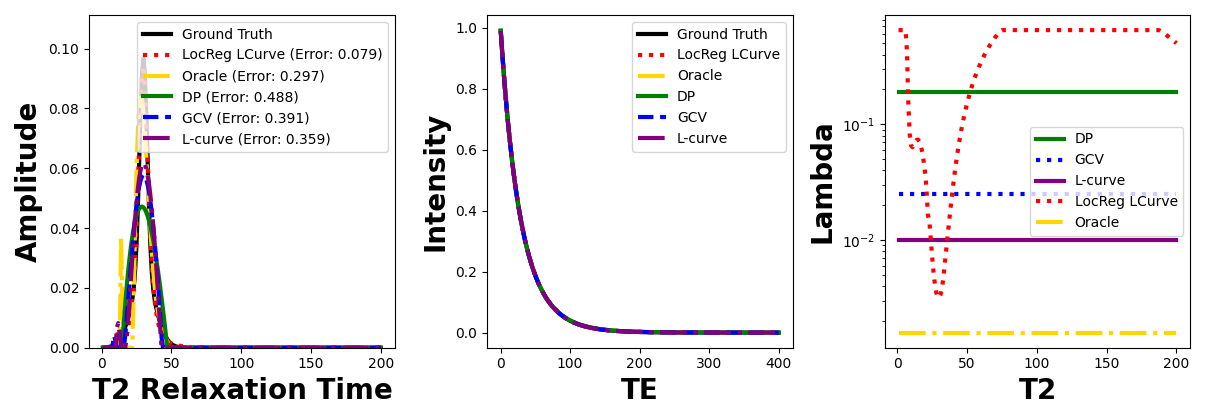 Amplitude
0.10
0.08
0.06
0.04
0.02
0.00
Ground Truth
LocReg LCurve (Error: 0.079)
Oracle (Error: 0.297)
DP (Error: 0.488)
GCV (Error: 0.391)
L-curve (Error: 0.359)
0 50 100 150 200
T2 Relaxation Time
Intensity
1.0
0.8
0.6
0.4
0.2
0.0
Ground Truth
LocReg LCurve
Oracle
DP
GCV
L-curve
0 100 200 300 400
TE
Lambda
10⁻¹
10⁻²
DP
GCV
L-curve
LocReg LCurve
Oracle
0 50 100 150 200
T2